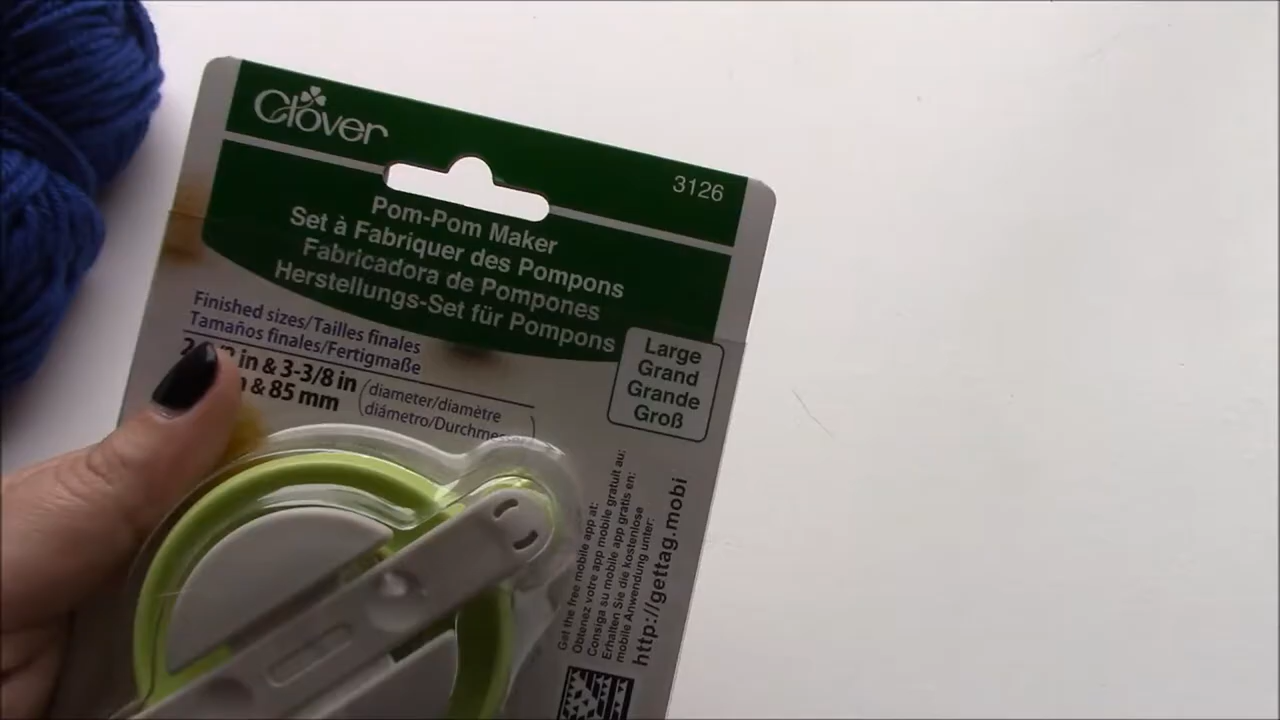 Clover
3126
Pom-Pom Maker
Set à Fabriquer des Pompons
Fabricadora de Pompones
Herstellungs-Set für Pompons
Finished sizes/Tailles finales
Tamaños finales/Fertigmaße
in & 3-3/8 in
& 85 mm
(diameter/diamètre
diámetro/Durchmesser)
Large
Grand
Grande
Groß
Get the free mobile app at:
Obtenez votre app mobile gratuit au:
Consiga su mobile app gratis en:
Erhalten Sie die kostenlose
mobile Anwendung unter:
http://gettag.mobi